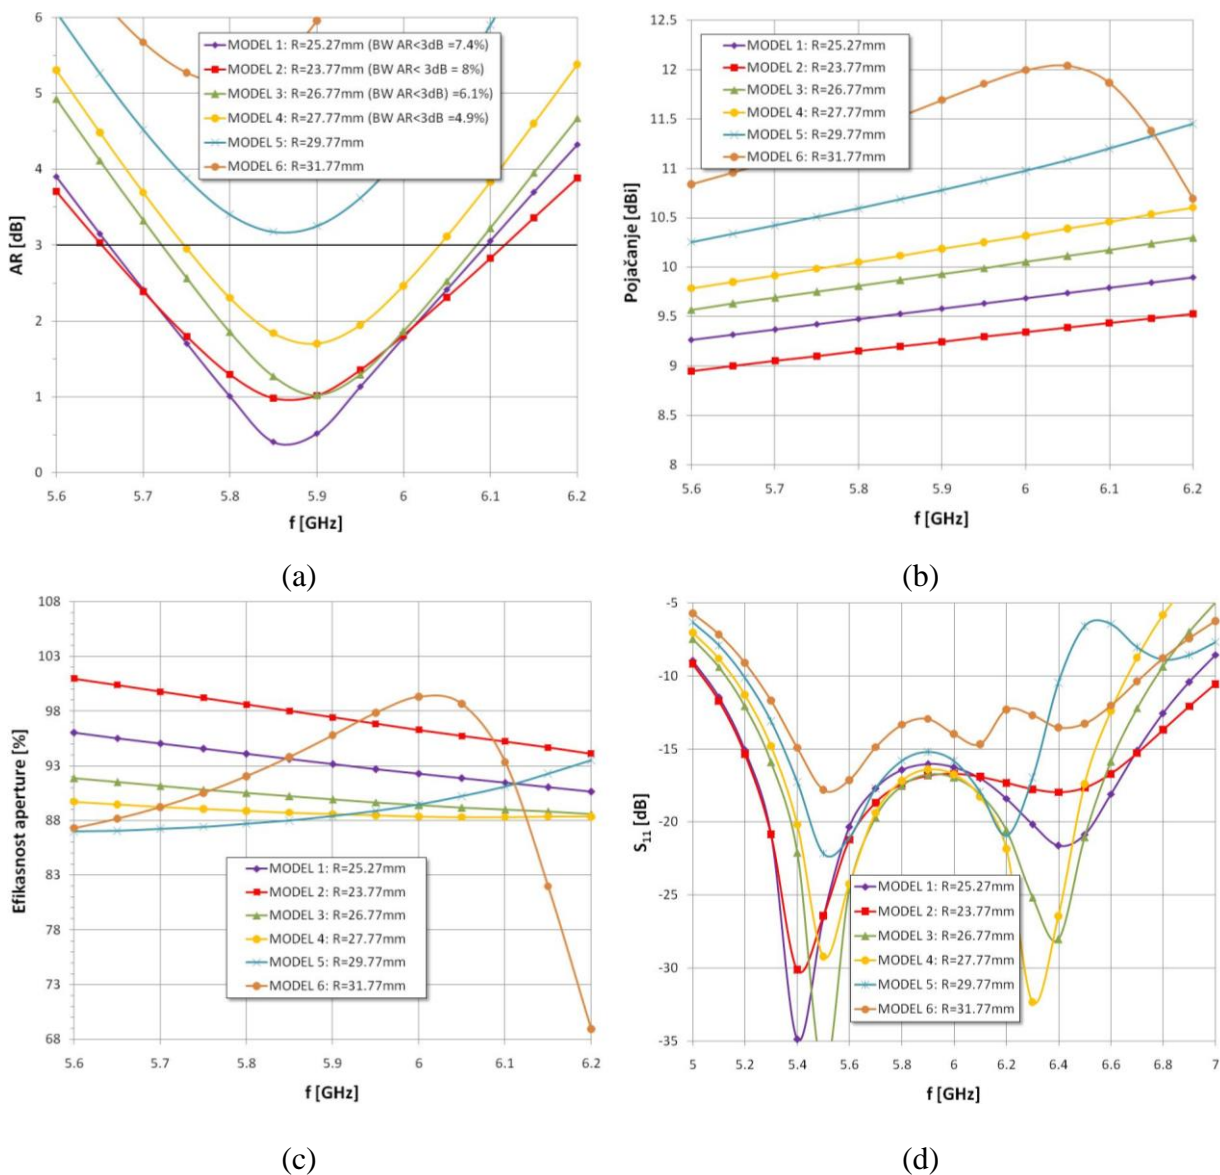 6
5
4
3
2
1
0
AR [dB]
MODEL 1: R=25.27mm (BW AR<3dB =7.4%)
MODEL 2: R=23.77mm (BW AR< 3dB = 8%)
MODEL 3: R=26.77mm (BW AR<3dB) =6.1%)
MODEL 4: R=27.77mm (BW AR<3dB =4.9%)
MODEL 5: R=29.77mm
MODEL 6: R=31.77mm
5.6 5.7 5.8 5.9 6 6.1 6.2
f [GHz]
(a)
12.5
12
11.5
11
10.5
10
9.5
9
8.5
8
Pojačanje [dBi]
MODEL 1: R=25.27mm
MODEL 2: R=23.77mm
MODEL 3: R=26.77mm
MODEL 4: R=27.77mm
MODEL 5: R=29.77mm
MODEL 6: R=31.77mm
5.6 5.7 5.8 5.9 6 6.1 6.2
f [GHz]
(b)
108
103
98
93
88
83
78
73
68
Efikasnost aperture [%]
MODEL 1: R=25.27mm
MODEL 2: R=23.77mm
MODEL 3: R=26.77mm
MODEL 4: R=27.77mm
MODEL 5: R=29.77mm
MODEL 6: R=31.77mm
5.6 5.7 5.8 5.9 6 6.1 6.2
f [GHz]
(c)
-5
-10
-15
-20
-25
-30
-35
S₁₁ [dB]
MODEL 1: R=25.27mm
MODEL 2: R=23.77mm
MODEL 3: R=26.77mm
MODEL 4: R=27.77mm
MODEL 5: R=29.77mm
MODEL 6: R=31.77mm
5 5.2 5.4 5.6 5.8 6 6.2 6.4 6.6 6.8 7
f [GHz]
(d)